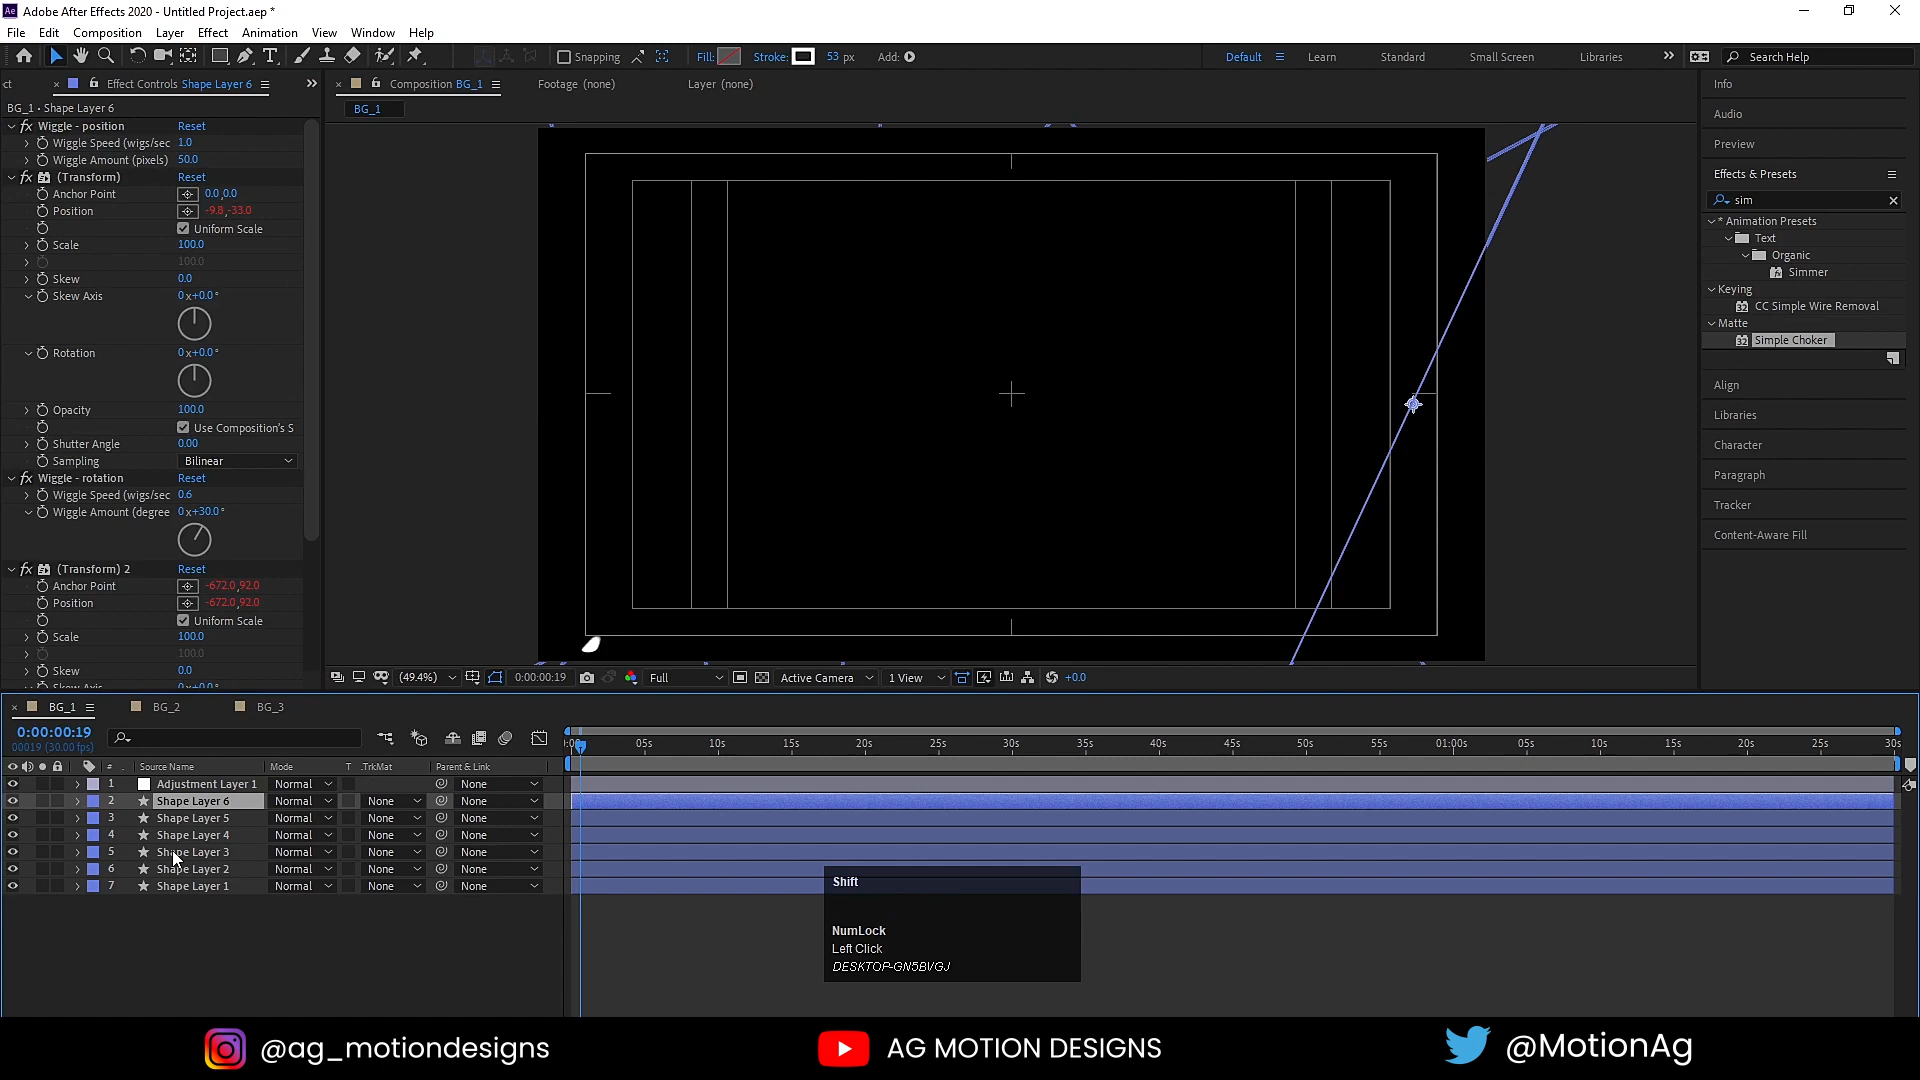 Adobe After Effects 2020 - Untitled Project.aep *
File Edit Composition Layer Effect Animation View Window Help
Snapping Fill: Stroke: 53 px Add: Default Learn Standard Small Screen Libraries Search Help
ct Effect Controls Shape Layer 6
Composition BG_1 Footage (none) Layer (none)
BG_1 • Shape Layer 6
BG_1
Wiggle - position Reset
Wiggle Speed (wigs/sec 1.0
Wiggle Amount (pixels) 50.0
(Transform) Reset
Anchor Point 0.0,0.0
Position -9.8,-33.0
Uniform Scale
Scale 100.0
100.0
Skew 0.0
Skew Axis 0x+0.0°
Rotation 0x+0.0°
Opacity 100.0
Use Composition's S
Shutter Angle 0.00
Sampling Bilinear
Wiggle - rotation Reset
Wiggle Speed (wigs/sec 0.6
Wiggle Amount (degree 0x+30.0°
(Transform) 2 Reset
Anchor Point -672.0,92.0
Position -672.0,92.0
Uniform Scale
Scale 100.0
100.0
Skew 0.0
Skew Axis 0x+0.0°
Info
Audio
Preview
Effects & Presets
sim
* Animation Presets
Text
Organic
Simmer
Keying
CC Simple Wire Removal
Matte
Simple Choker
Align
Libraries
Character
Paragraph
Tracker
Content-Aware Fill
(49.4%) 0:00:00:19 Full Active Camera 1 View +0.0
BG_1 BG_2 BG_3
0:00:00:19
00019 (30.00 fps)
05s 10s 15s 20s 25s 30s 35s 40s 45s 50s 55s 01:00s 05s 10s 15s 20s 25s 30s
# Source Name Mode T .TrkMat Parent & Link
1 Adjustment Layer 1 Normal None
2 Shape Layer 6 Normal None None
3 Shape Layer 5 Normal None None
4 Shape Layer 4 Normal None None
5 Shape Layer 3 Normal None None
6 Shape Layer 2 Normal None None
7 Shape Layer 1 Normal None None
Shift
NumLock
Left Click
DESKTOP-GN5BVGJ
@ag_motiondesigns AG MOTION DESIGNS @MotionAg